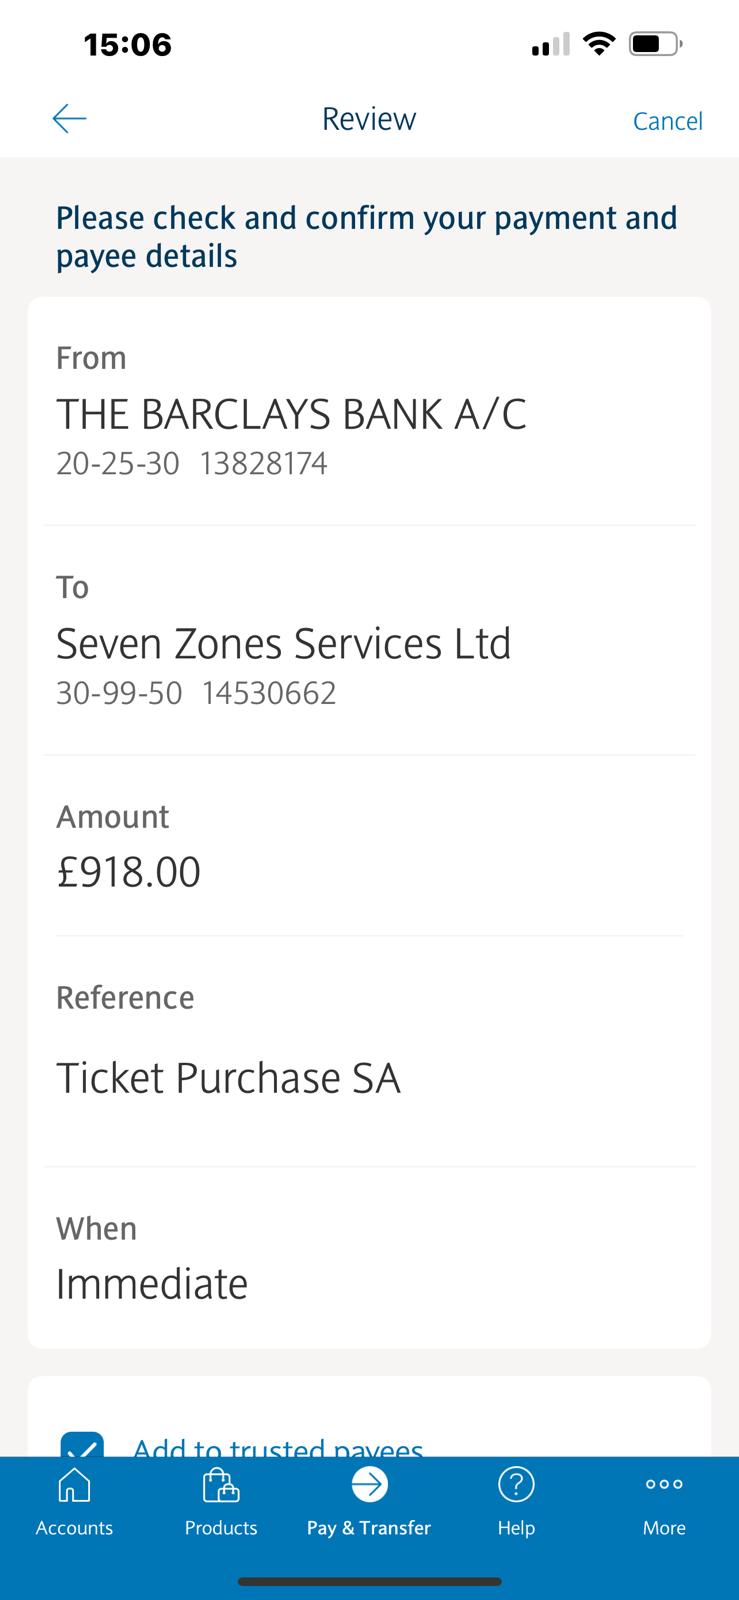 15:06
Review
Cancel
Please check and confirm your payment and
payee details
From
THE BARCLAYS BANK A/C
20-25-30 13828174
To
Seven Zones Services Ltd
30-99-50 14530662
Amount
£918.00
Reference
Ticket Purchase SA
When
Immediate
Add to trusted payees
Accounts
Products
Pay & Transfer
Help
More